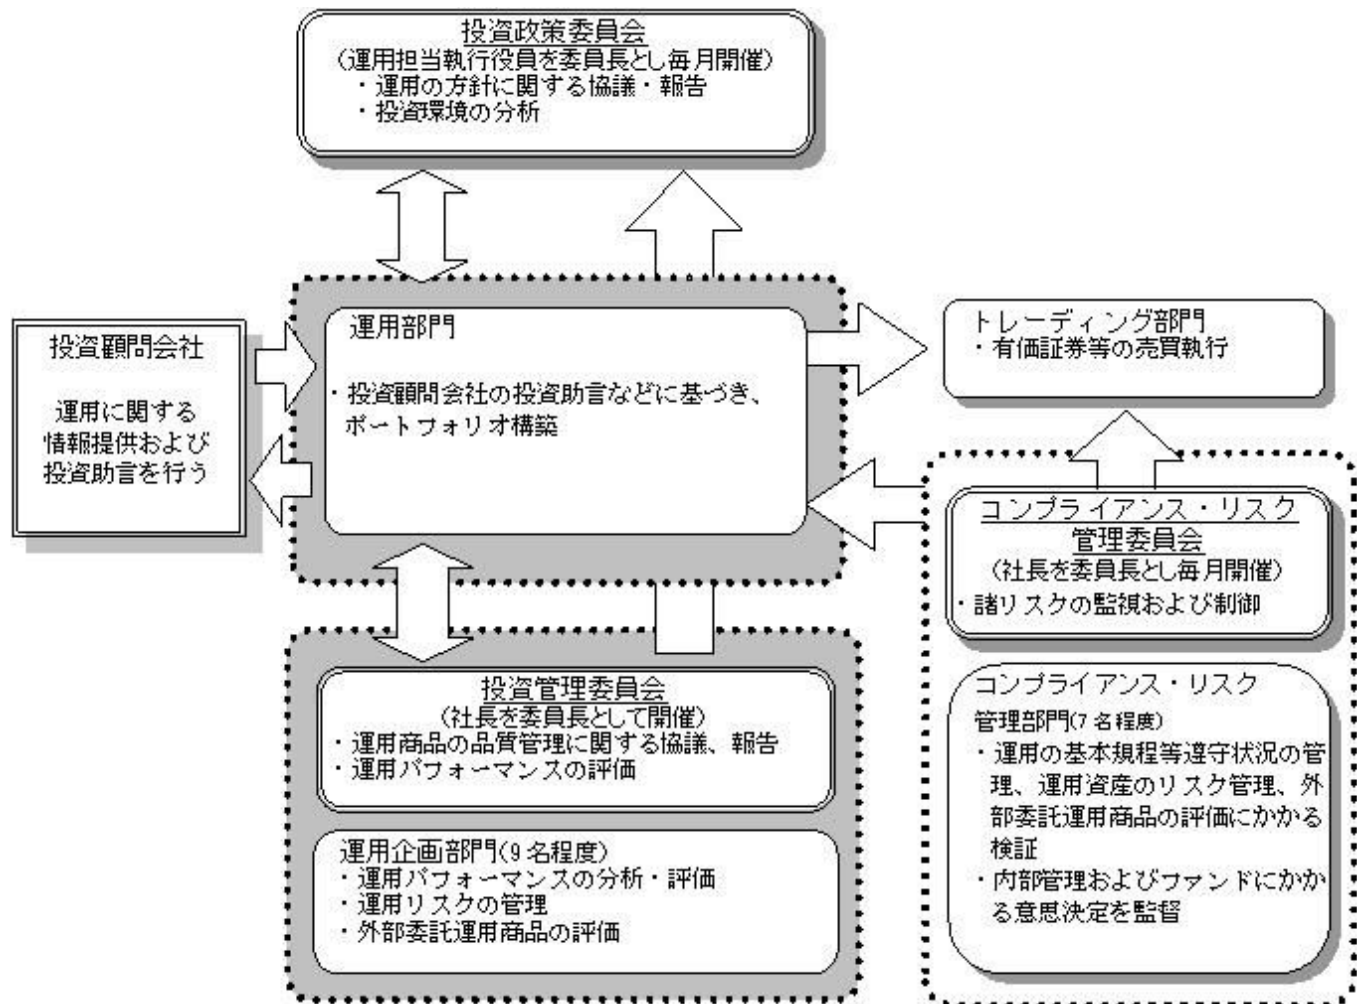 投資政策委員会
(運用担当執行役員を委員長とし毎月開催)
・運用の方針に関する協議・報告
・投資環境の分析
投資顧問会社
運用に関する
情報提供および
投資助言を行う
運用部門
・投資顧問会社の投資助言などに基づき、
ポートフォリオ構築
トレーディング部門
・有価証券等の売買執行
コンプライアンス・リスク
管理委員会
(社長を委員長とし毎月開催)
・諸リスクの監視および制御
コンプライアンス・リスク
管理部門(7名程度)
・運用の基本規程等遵守状況の管
理、運用資産のリスク管理、外
部委託運用商品の評価にかかる
検証
・内部管理およびファンドにかか
る意思決定を監督
投資管理委員会
(社長を委員長として開催)
・運用商品の品質管理に関する協議、報告
・運用パフォーマンスの評価
運用企画部門(9名程度)
・運用パフォーマンスの分析・評価
・運用リスクの管理
・外部委託運用商品の評価